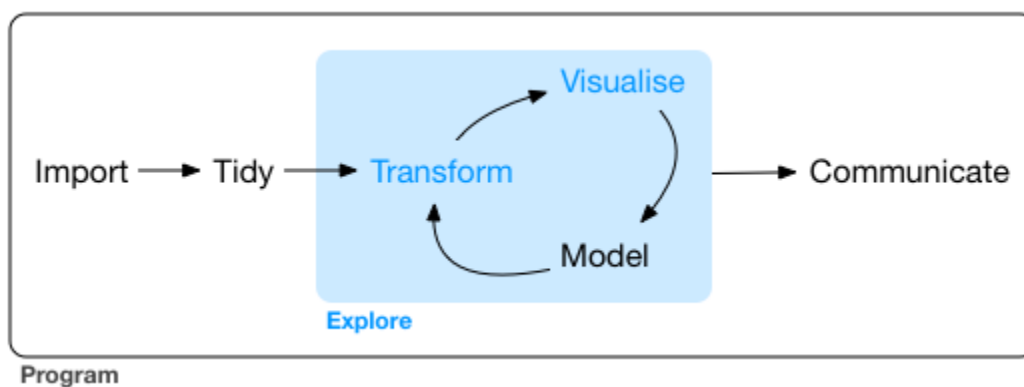 Visualise
Import
Tidy
Transform
Communicate
Model
Explore
Program